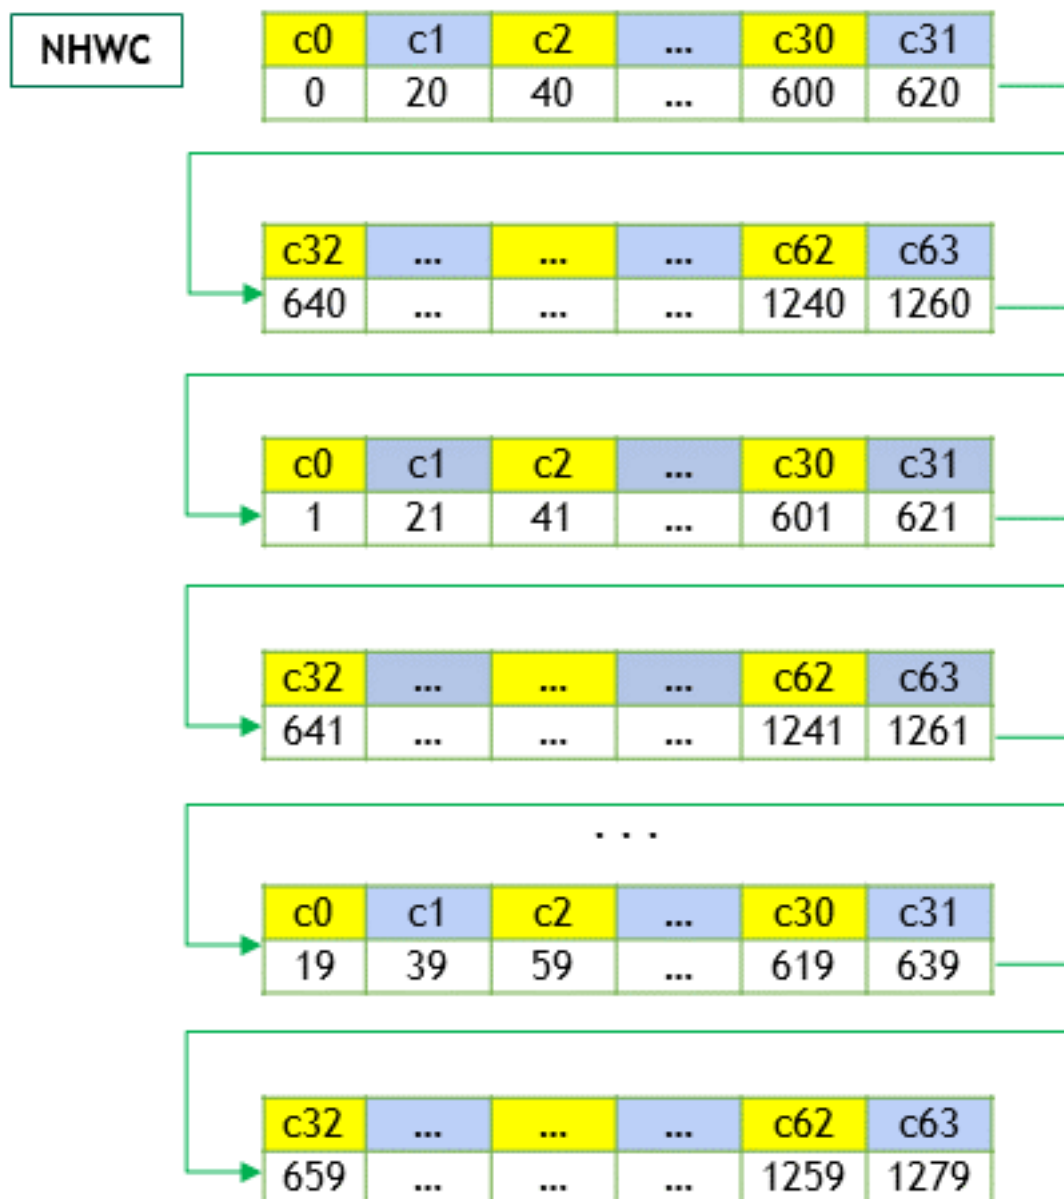 NHWC
c0 c1 c2 ... c30 c31
0 20 40 ... 600 620
c32 ... ... ... c62 c63
640 ... ... ... 1240 1260
c0 c1 c2 ... c30 c31
1 21 41 ... 601 621
c32 ... ... ... c62 c63
641 ... ... ... 1241 1261
. . .
c0 c1 c2 ... c30 c31
19 39 59 ... 619 639
c32 ... ... ... c62 c63
659 ... ... ... 1259 1279